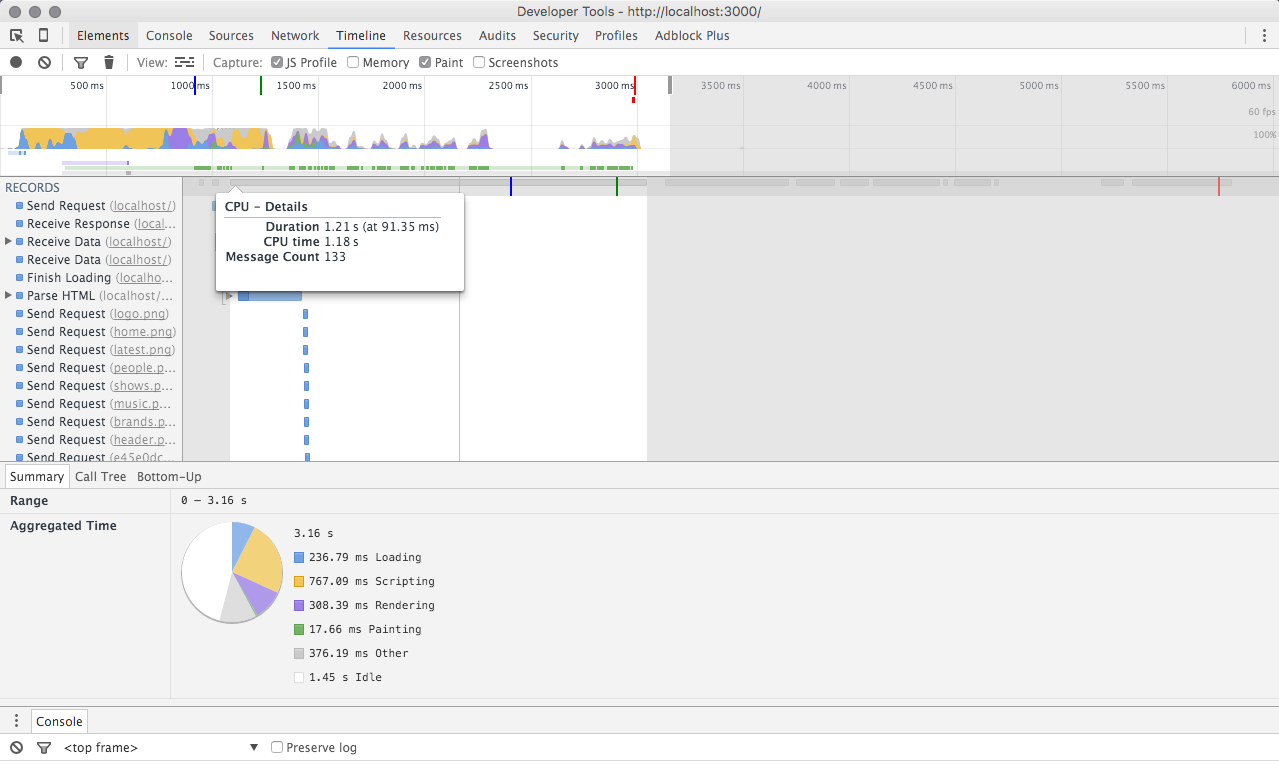 Developer Tools - http://localhost:3000/
Elements Console Sources Network Timeline Resources Audits Security Profiles Adblock Plus
View: Capture: JS Profile Memory Paint Screenshots
500 ms 1000 ms 1500 ms 2000 ms 2500 ms 3000 ms 3500 ms 4000 ms 4500 ms 5000 ms 5500 ms 6000 ms
60 fps
100%
RECORDS
Send Request (localhost/)
Receive Response (local...
Receive Data (localhost/)
Receive Data (localhost/)
Finish Loading (localho...
Parse HTML (localhost/...
Send Request (logo.png)
Send Request (home.png)
Send Request (latest.png)
Send Request (people.p...
Send Request (shows.p...
Send Request (music.p...
Send Request (brands.p...
Send Request (header.p...
Send Request (e45e0dc...
CPU – Details
Duration 1.21 s (at 91.35 ms)
CPU time 1.18 s
Message Count 133
Summary Call Tree Bottom-Up
Range 0 – 3.16 s
Aggregated Time
3.16 s
236.79 ms Loading
767.09 ms Scripting
308.39 ms Rendering
17.66 ms Painting
376.19 ms Other
1.45 s Idle
Console
<top frame> Preserve log